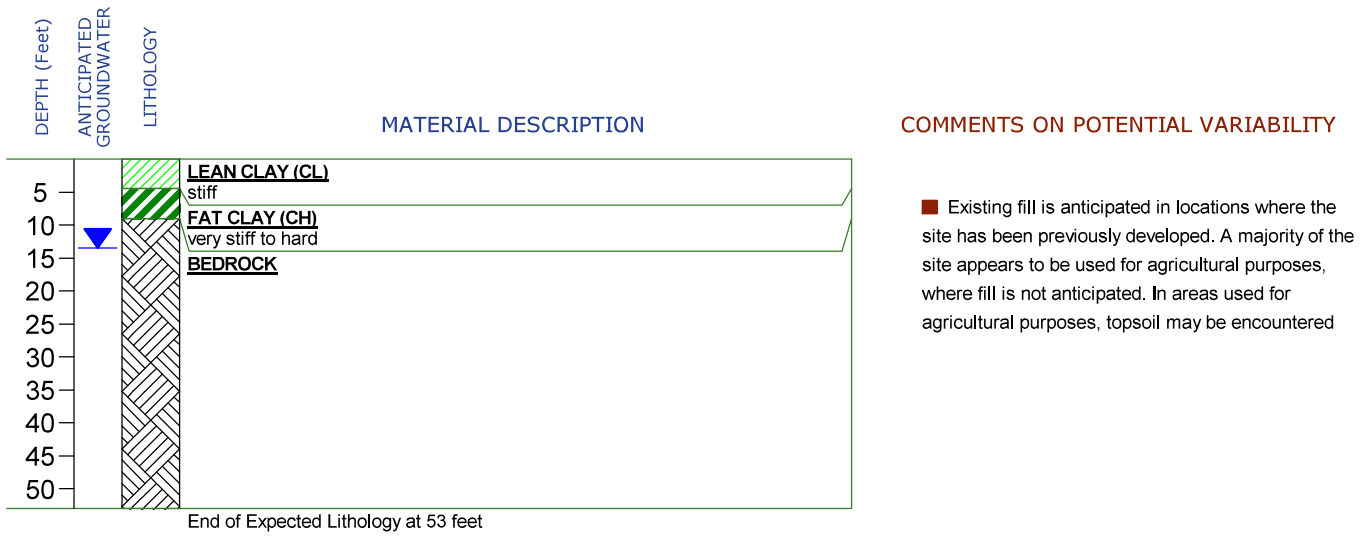 DEPTH (Feet)
ANTICIPATED
GROUNDWATER
LITHOLOGY
MATERIAL DESCRIPTION
COMMENTS ON POTENTIAL VARIABILITY
LEAN CLAY (CL)
stiff
FAT CLAY (CH)
very stiff to hard
BEDROCK
5
10
15
20
25
30
35
40
45
50
End of Expected Lithology at 53 feet
Existing fill is anticipated in locations where the
site has been previously developed. A majority of the
site appears to be used for agricultural purposes,
where fill is not anticipated. In areas used for
agricultural purposes, topsoil may be encountered